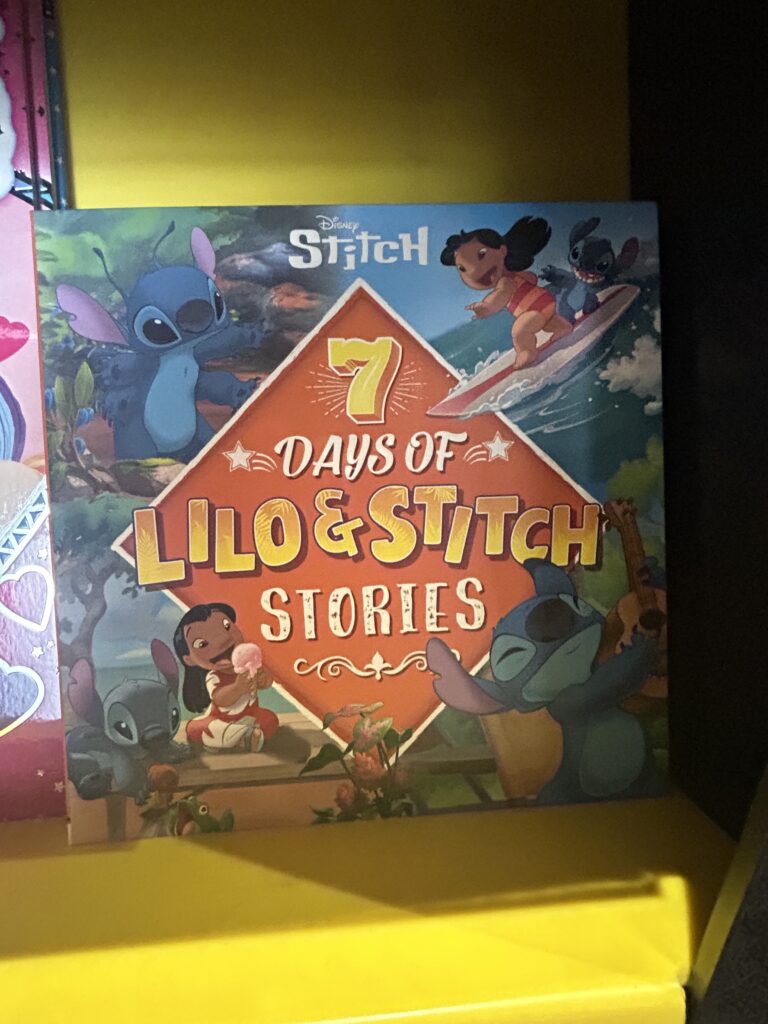 Disney
Stitch
7
DAYS OF
LILO & STITCH
STORIES